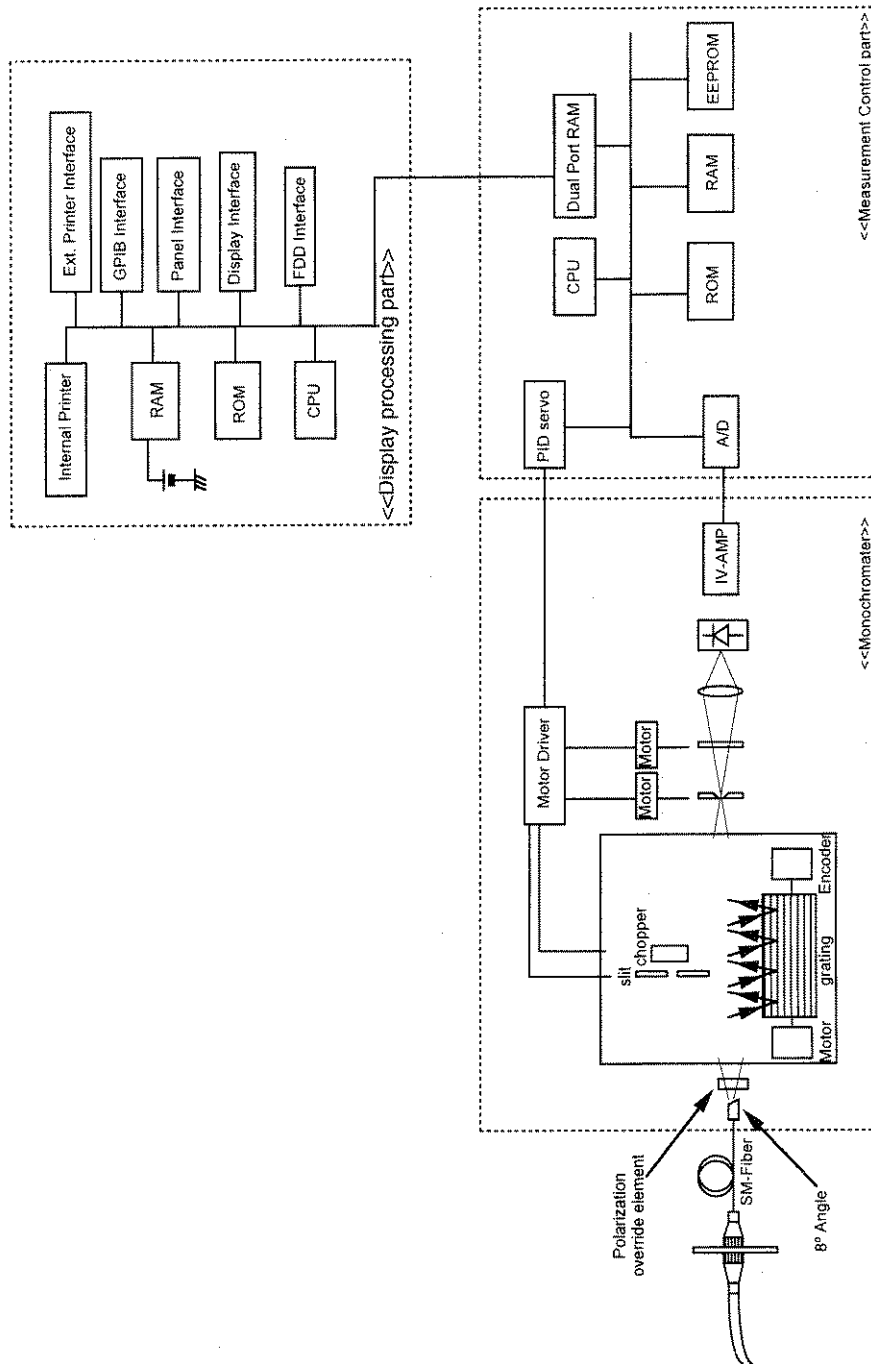 Internal Printer
RAM
ROM
CPU
Ext. Printer Interface
GPIB Interface
Panel Interface
Display Interface
FDD Interface
<<Display processing part>>
PID servo
CPU
Dual Port RAM
A/D
ROM
RAM
EEPROM
<<Measurement Control part>>
Motor Driver
Motor
Motor
IV-AMP
slit
chopper
Motor
grating
Encoder
<<Monochromater>>
Polarization
override element
SM-Fiber
8° Angle